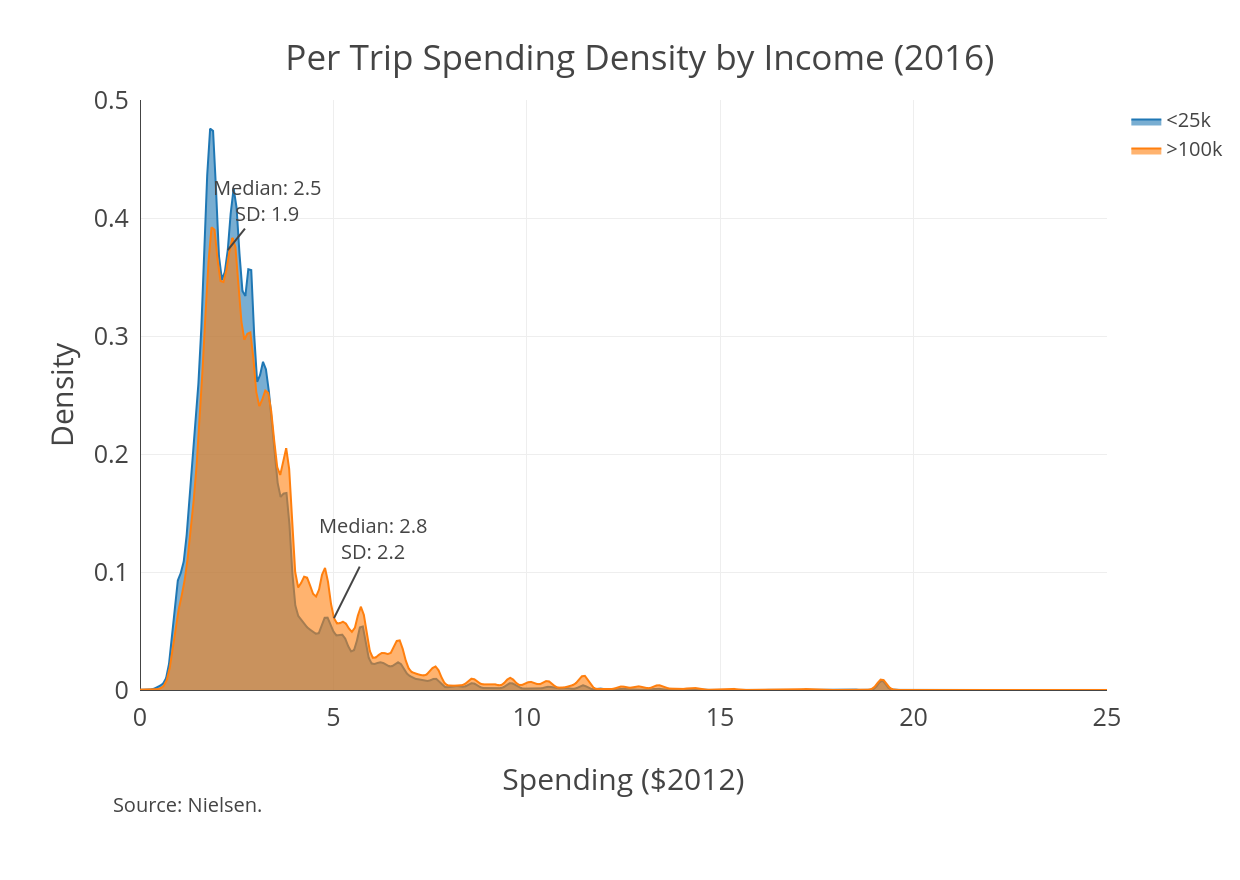 Per Trip Spending Density by Income (2016)
<25k
>100k
0.5
0.4
0.3
0.2
0.1
0
Density
Median: 2.5
SD: 1.9
Median: 2.8
SD: 2.2
0 5 10 15 20 25
Spending ($2012)
Source: Nielsen.